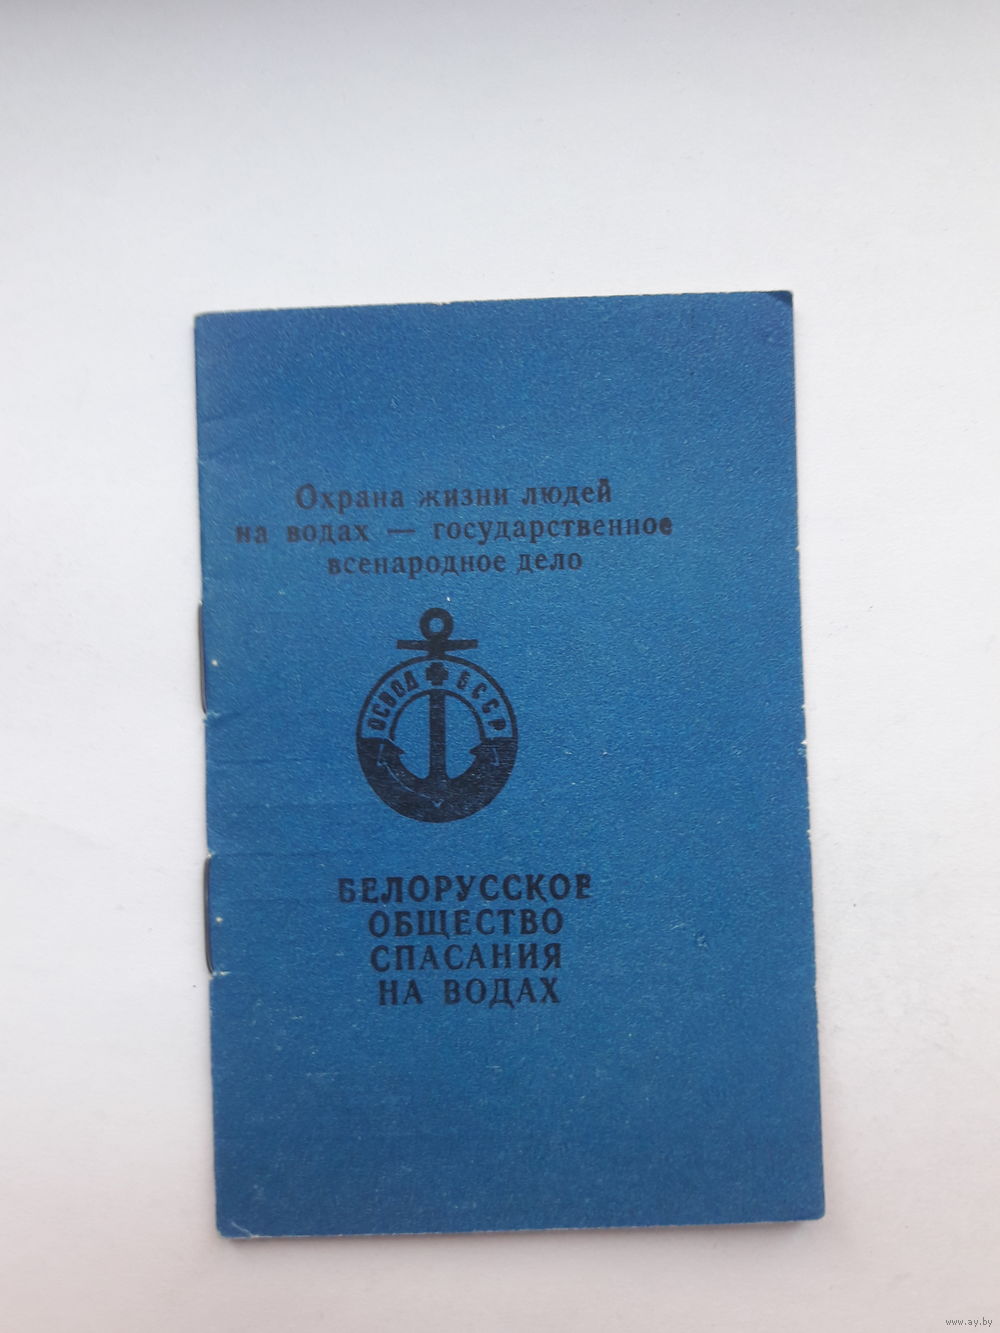 Охрана жизни людей
на водах — государственное
всенародное дело
ОСВОД БССР
БЕЛОРУССКОЕ
ОБЩЕСТВО
СПАСАНИЯ
НА ВОДАХ
www.ay.by